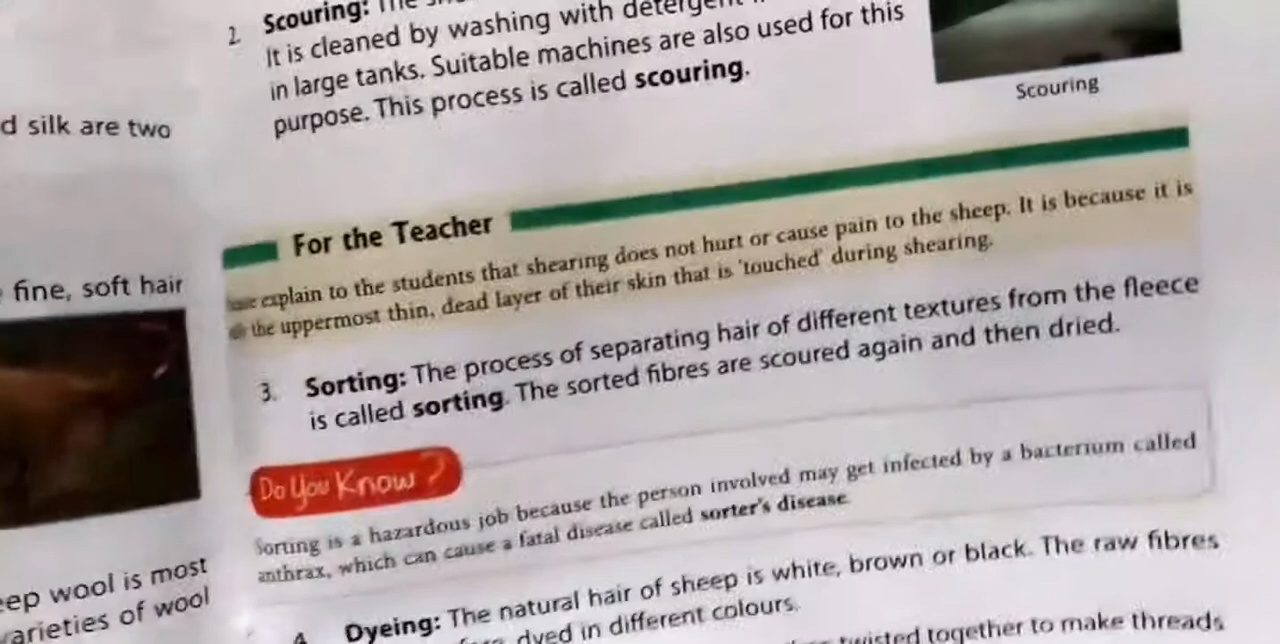 d silk are two
fine, soft hair
eep wool is most
varieties of wool
2. Scouring: The
It is cleaned by washing with detergent
in large tanks. Suitable machines are also used for this
purpose. This process is called scouring.
Scouring
For the Teacher
explain to the students that shearing does not hurt or cause pain to the sheep. It is because it is
the uppermost thin, dead layer of their skin that is 'touched' during shearing.
3. Sorting: The process of separating hair of different textures from the fleece
is called sorting. The sorted fibres are scoured again and then dried.
Do You Know?
Sorting is a hazardous job because the person involved may get infected by a bacterium called
anthrax, which can cause a fatal disease called sorter's disease.
4. Dyeing: The natural hair of sheep is white, brown or black. The raw fibres
dyed in different colours.
twisted together to make threads